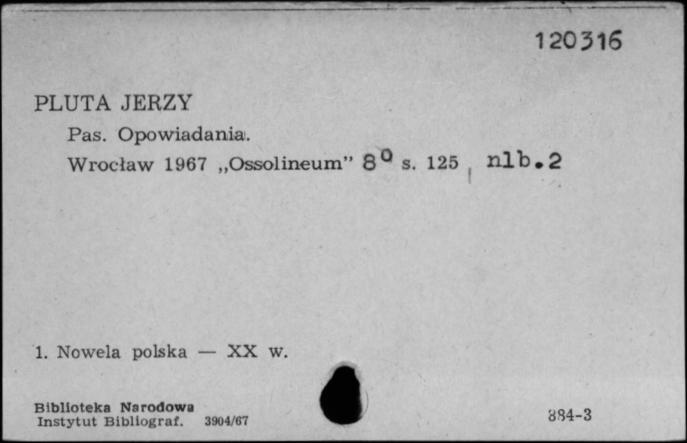 120316
PLUTA JERZY
Pas. Opowiadania.
Wrocław 1967 „Ossolineum” 8º s. 125, nlb.2
1. Nowela polska — XX w.
Biblioteka Narodowa
Instytut Bibliograf. 3904/67
884-3